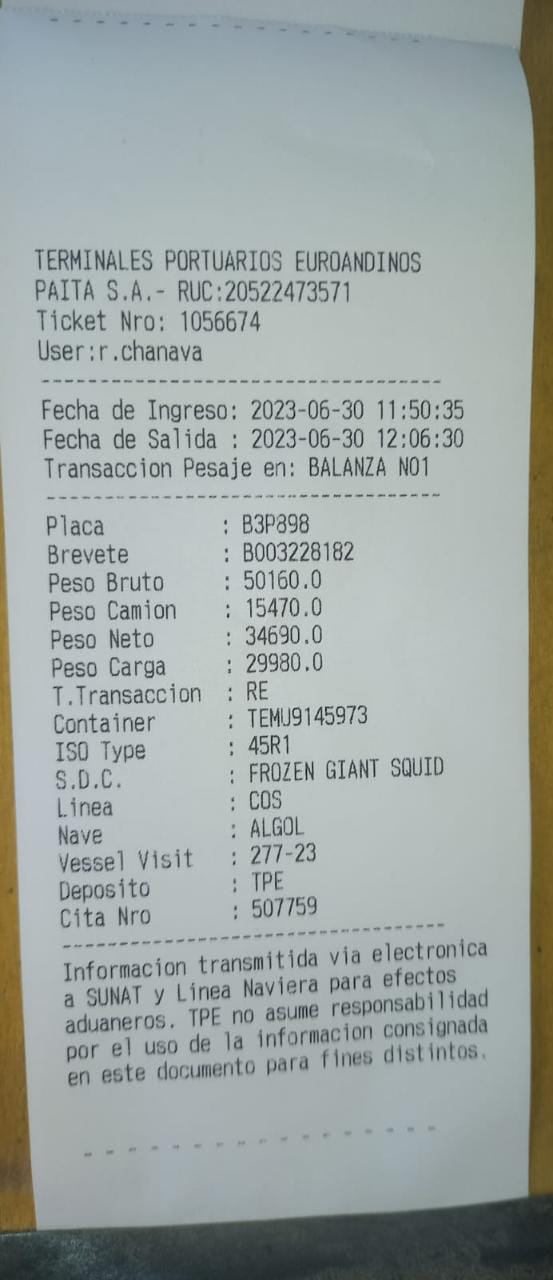 TERMINALES PORTUARIOS EUROANDINOS
PAITA S.A.- RUC:20522473571
Ticket Nro: 1056674
User:r.chanava
Fecha de Ingreso: 2023-06-30 11:50:35
Fecha de Salida : 2023-06-30 12:06:30
Transaccion Pesaje en: BALANZA NO1
Placa : B3P898
Brevete : B003228182
Peso Bruto : 50160.0
Peso Camion : 15470.0
Peso Neto : 34690.0
Peso Carga : 29980.0
T.Transaccion : RE
Container : TEMU9145973
ISO Type : 45R1
S.D.C. : FROZEN GIANT SQUID
Linea : COS
Nave : ALGOL
Vessel Visit : 277-23
Deposito : TPE
Cita Nro : 507759
Informacion transmitida via electronica
a SUNAT y Linea Naviera para efectos
aduaneros. TPE no asume responsabilidad
por el uso de la informacion consignada
en este documento para fines distintos.